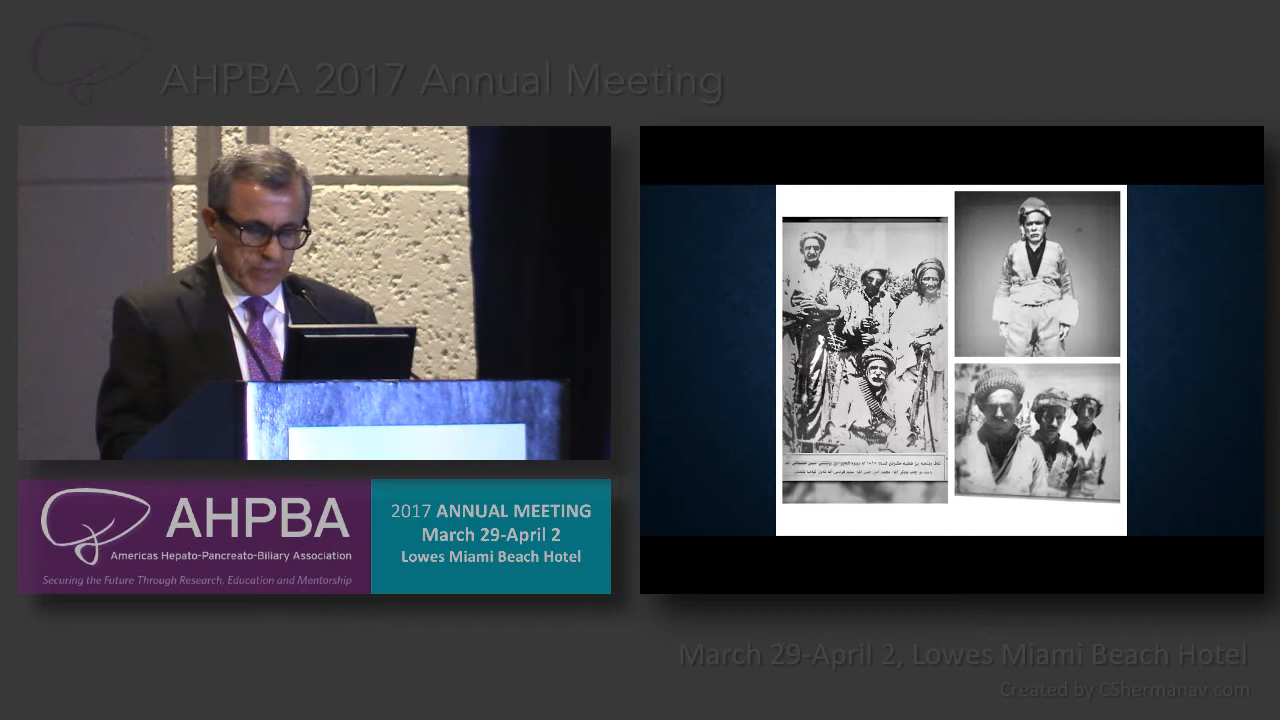 AHPBA 2017 Annual Meeting
AHPBA
Americas Hepato-Pancreato-Biliary Association
Securing the Future Through Research, Education and Mentorship
2017 ANNUAL MEETING
March 29-April 2
Lowes Miami Beach Hotel
March 29-April 2, Lowes Miami Beach Hotel
Created by CShermanav.com